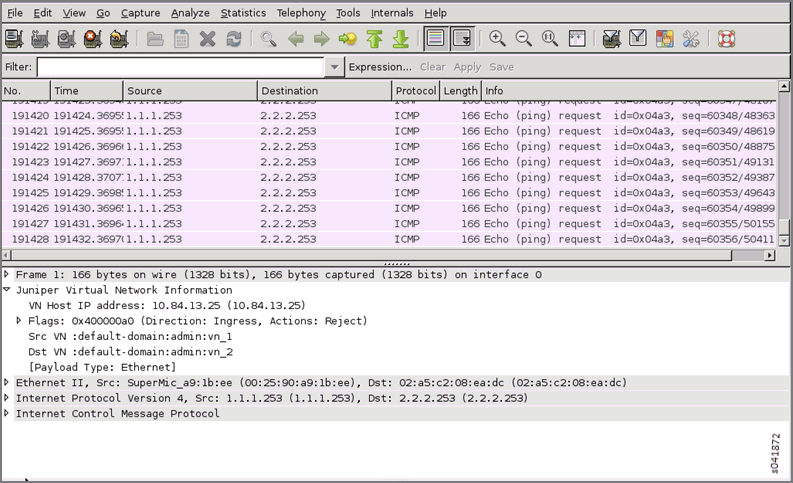 File Edit View Go Capture Analyze Statistics Telephony Tools Internals Help
Filter: Expression... Clear Apply Save
No. Time Source Destination Protocol Length Info
191420 191424.3695 1.1.1.253 2.2.2.253 ICMP 166 Echo (ping) request id=0x04a3, seq=60348/48363
191421 191425.3695 1.1.1.253 2.2.2.253 ICMP 166 Echo (ping) request id=0x04a3, seq=60349/48619
191422 191426.3696 1.1.1.253 2.2.2.253 ICMP 166 Echo (ping) request id=0x04a3, seq=60350/48875
191423 191427.3697 1.1.1.253 2.2.2.253 ICMP 166 Echo (ping) request id=0x04a3, seq=60351/49131
191424 191428.3707 1.1.1.253 2.2.2.253 ICMP 166 Echo (ping) request id=0x04a3, seq=60352/49387
191425 191429.3698 1.1.1.253 2.2.2.253 ICMP 166 Echo (ping) request id=0x04a3, seq=60353/49643
191426 191430.3696 1.1.1.253 2.2.2.253 ICMP 166 Echo (ping) request id=0x04a3, seq=60354/49899
191427 191431.3696 1.1.1.253 2.2.2.253 ICMP 166 Echo (ping) request id=0x04a3, seq=60355/50155
191428 191432.3697 1.1.1.253 2.2.2.253 ICMP 166 Echo (ping) request id=0x04a3, seq=60356/50411
Frame 1: 166 bytes on wire (1328 bits), 166 bytes captured (1328 bits) on interface 0
Juniper Virtual Network Information
VN Host IP address: 10.84.13.25 (10.84.13.25)
Flags: 0x400000a0 (Direction: Ingress, Actions: Reject)
Src VN :default-domain:admin:vn_1
Dst VN :default-domain:admin:vn_2
[Payload Type: Ethernet]
Ethernet II, Src: SuperMic_a9:1b:ee (00:25:90:a9:1b:ee), Dst: 02:a5:c2:08:ea:dc (02:a5:c2:08:ea:dc)
Internet Protocol Version 4, Src: 1.1.1.253 (1.1.1.253), Dst: 2.2.2.253 (2.2.2.253)
Internet Control Message Protocol
s041872